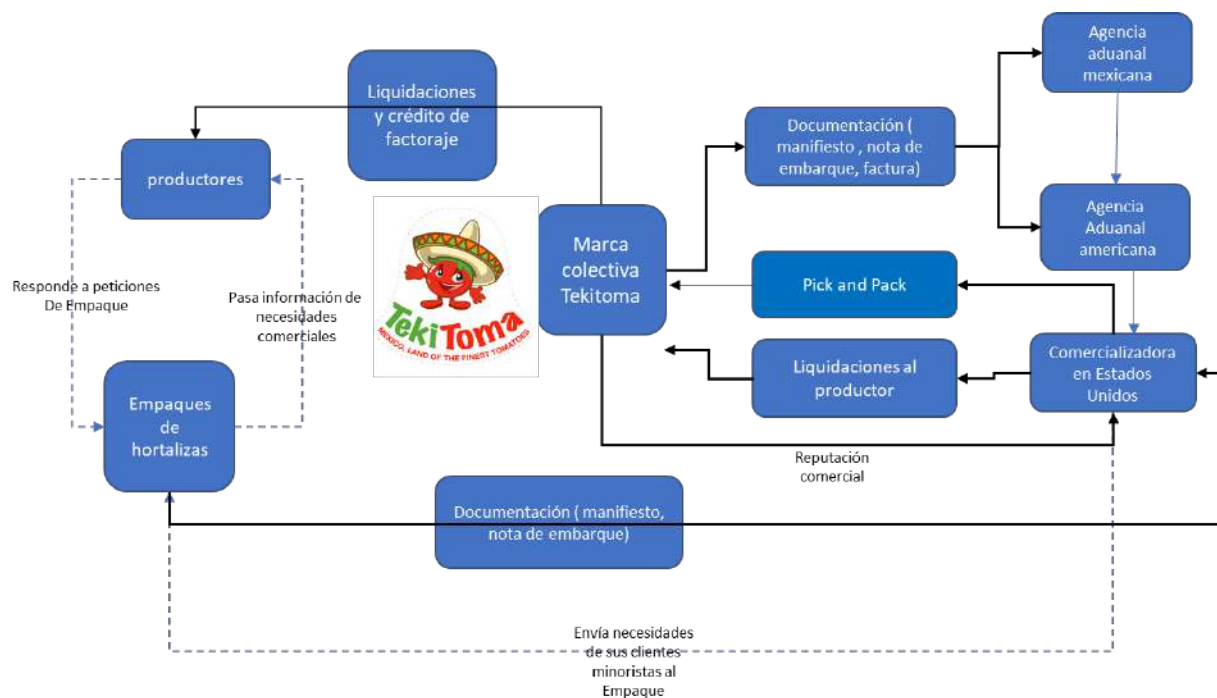 Agencia
aduanal
mexicana
Liquidaciones
y crédito de
factoraje
Documentación (
manifiesto , nota de
embarque, factura)
productores
Agencia
Aduanal
americana
Marca
colectiva
Tekitoma
TekiToma
MEXICO, LAND OF THE FINEST TOMATOES
Responde a peticiones
De Empaque
Pasa información de
necesidades
comerciales
Pick and Pack
Liquidaciones al
productor
Comercializadora
en Estados
Unidos
Empaques
de
hortalizas
Reputación
comercial
Documentación ( manifiesto,
nota de embarque)
Envía necesidades
de sus clientes
minoristas al
Empaque